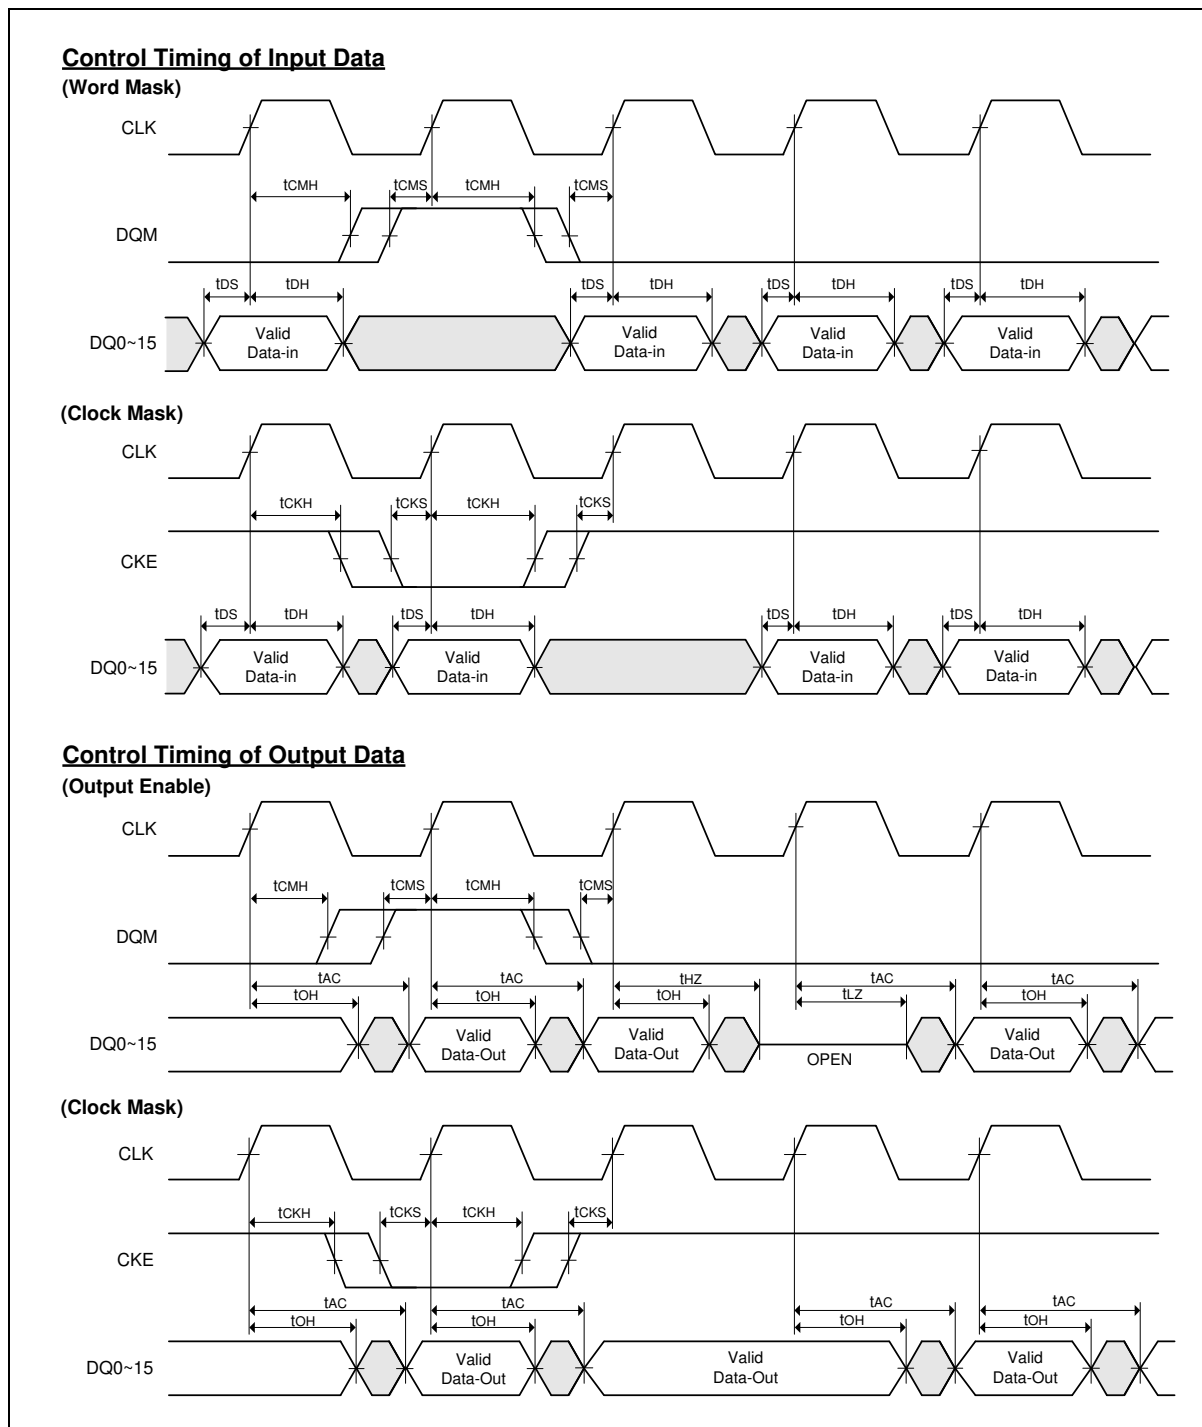 Control Timing of Input Data
(Word Mask)
CLK
tCMH tCMS tCMH tCMS
DQM
tDS tDH tDS tDH tDS tDH tDS tDH
DQ0~15
Valid Data-in
Valid Data-in
Valid Data-in
Valid Data-in
(Clock Mask)
CLK
tCKH tCKS tCKH tCKS
CKE
tDS tDH tDS tDH tDS tDH tDS tDH
DQ0~15
Valid Data-in
Valid Data-in
Valid Data-in
Valid Data-in
Control Timing of Output Data
(Output Enable)
CLK
tCMH tCMS tCMH tCMS
DQM
tAC tAC tHZ tAC tAC
tOH tOH tOH tLZ tOH
DQ0~15
Valid Data-Out
Valid Data-Out
OPEN
Valid Data-Out
(Clock Mask)
CLK
tCKH tCKS tCKH tCKS
CKE
tAC tAC tAC tAC
tOH tOH tOH tOH
DQ0~15
Valid Data-Out
Valid Data-Out
Valid Data-Out